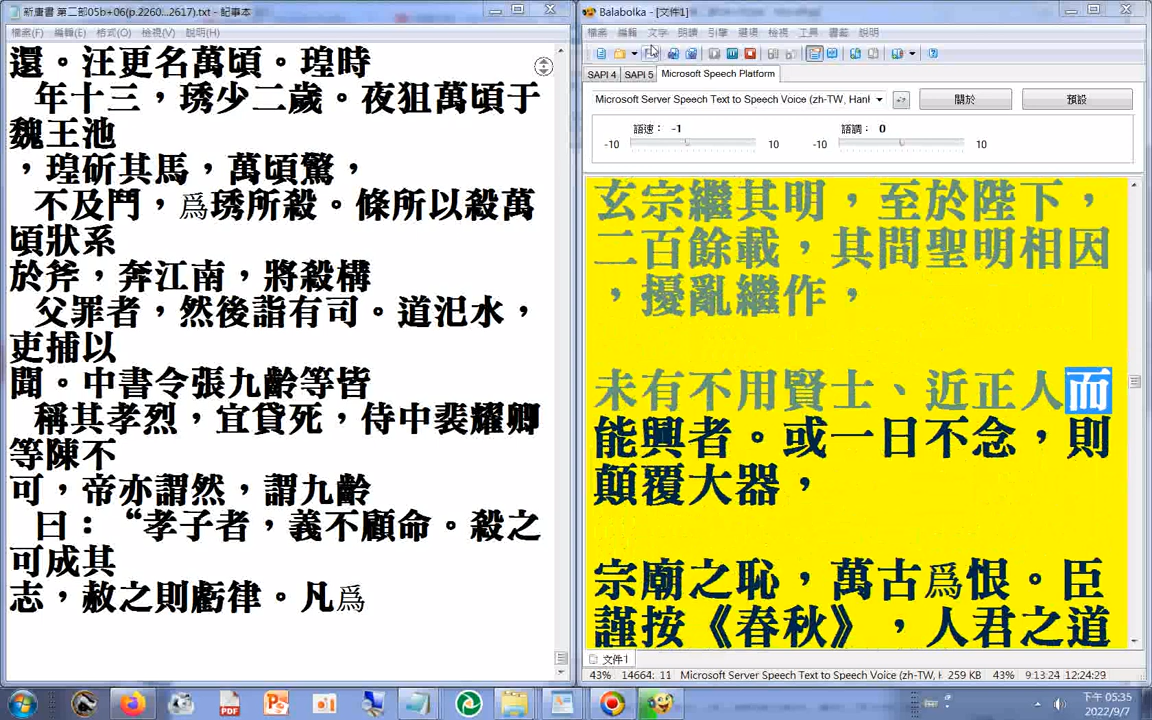 新唐書 第二部05b+06(p.2260...2617).txt - 記事本
檔案(F) 編輯(E) 格式(O) 檢視(V) 說明(H)
還。汪更名萬頃。瑝時
年十三，琇少二歲。夜狙萬頃于
魏王池
，瑝斫其馬，萬頃驚，
不及鬥，爲琇所殺。條所以殺萬
頃狀系
於斧，奔江南，將殺構
父罪者，然後詣有司。道汜水，
吏捕以
聞。中書令張九齡等皆
稱其孝烈，宜貸死，侍中裴耀卿
等陳不
可，帝亦謂然，謂九齡
曰：“孝子者，義不顧命。殺之
可成其
志，赦之則虧律。凡爲
Balabolka - [文件1]
檔案 編輯 文字 朗讀 引擎 選項 檢視 工具 書籤 說明
SAPI 4 SAPI 5 Microsoft Speech Platform
Microsoft Server Speech Text to Speech Voice (zh-TW, Hanl
關於
預設
語速： -1
-10 10
語調： 0
-10 10
玄宗繼其明，至於陛下，
二百餘載，其間聖明相因
，擾亂繼作，
未有不用賢士、近正人而
能興者。或一日不念，則
顛覆大器，
宗廟之恥，萬古爲恨。臣
謹按《春秋》，人君之道
文件1
43% 14664: 11 Microsoft Server Speech Text to Speech Voice (zh-TW, H 259 KB 43% 9:13:24 12:24:29
下午 05:35
2022/9/7